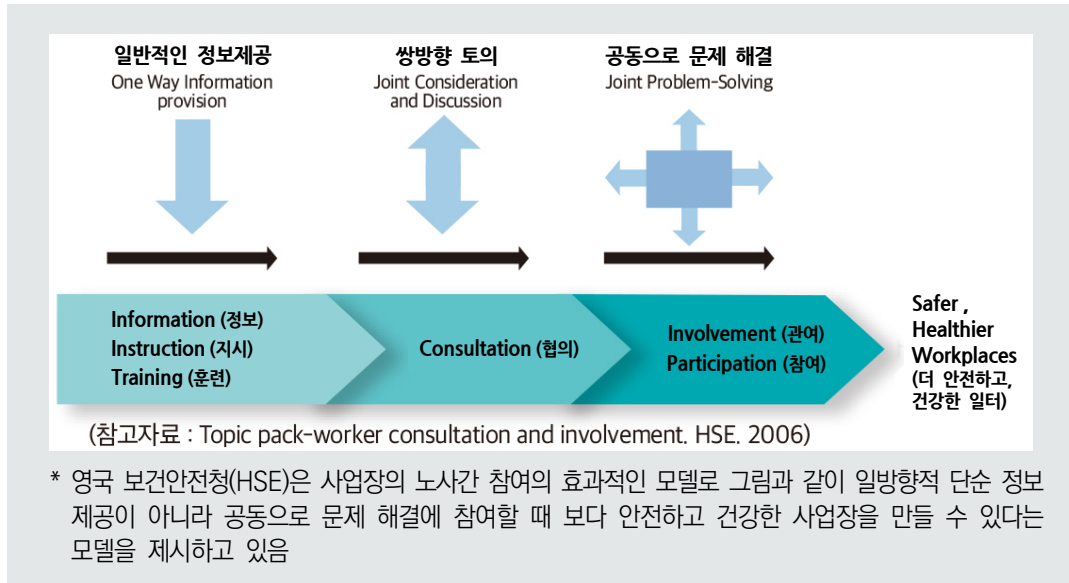 일반적인 정보제공
One Way Information
provision
쌍방향 토의
Joint Consideration
and Discussion
공동으로 문제 해결
Joint Problem-Solving
Information (정보)
Instruction (지시)
Training (훈련)
Consultation (협의)
Involvement (관여)
Participation (참여)
Safer ,
Healthier
Workplaces
(더 안전하고,
건강한 일터)
(참고자료 : Topic pack-worker consultation and involvement. HSE. 2006)
* 영국 보건안전청(HSE)은 사업장의 노사간 참여의 효과적인 모델로 그림과 같이 일방향적 단순 정보
제공이 아니라 공동으로 문제 해결에 참여할 때 보다 안전하고 건강한 사업장을 만들 수 있다는
모델을 제시하고 있음